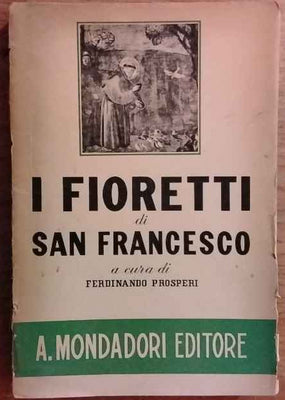 I FIORETTI
di
SAN FRANCESCO
a cura di
FERDINANDO PROSPERI
A. MONDADORI EDITORE